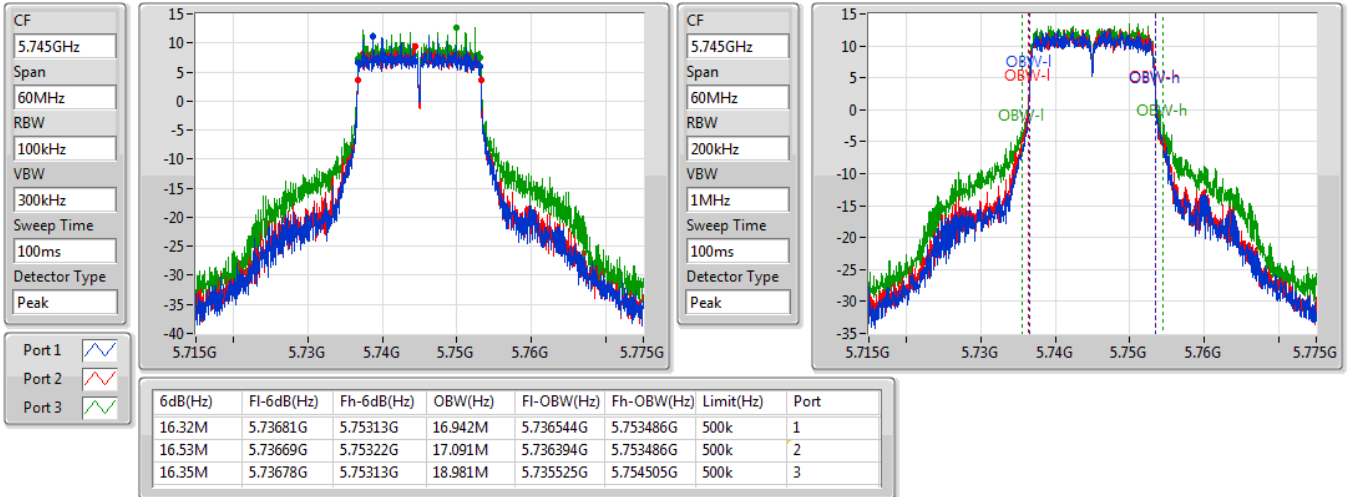 CF
5.745GHz
Span
60MHz
RBW
100kHz
VBW
300kHz
Sweep Time
100ms
Detector Type
Peak
15
10
5
0
-5
-10
-15
-20
-25
-30
-35
-40
5.715G 5.73G 5.74G 5.75G 5.76G 5.775G
CF
5.745GHz
Span
60MHz
RBW
200kHz
VBW
1MHz
Sweep Time
100ms
Detector Type
Peak
15
10
5
0
-5
-10
-15
-20
-25
-30
-35
OBW-l
OBW-l
OBW-l
OBW-h
OBW-h
5.715G 5.73G 5.74G 5.75G 5.76G 5.775G
Port 1
Port 2
Port 3
6dB(Hz) Fl-6dB(Hz) Fh-6dB(Hz) OBW(Hz) Fl-OBW(Hz) Fh-OBW(Hz) Limit(Hz) Port
16.32M 5.73681G 5.75313G 16.942M 5.736544G 5.753486G 500k 1
16.53M 5.73669G 5.75322G 17.091M 5.736394G 5.753486G 500k 2
16.35M 5.73678G 5.75313G 18.981M 5.735525G 5.754505G 500k 3